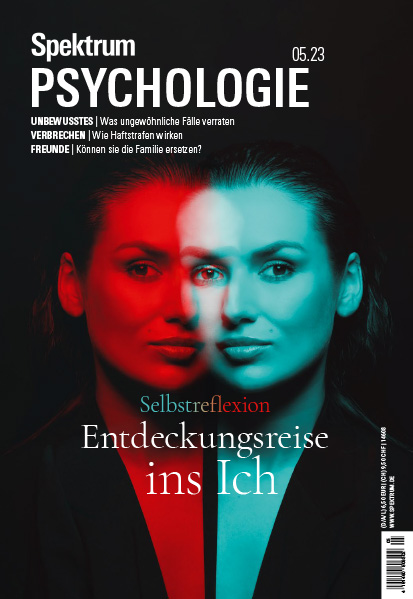 Spektrum
05.23
PSYCHOLOGIE
UNBEWUSSTES | Was ungewöhnliche Fälle verraten
VERBRECHEN | Wie Haftstrafen wirken
FREUNDE | Können sie die Familie ersetzen?
Selbstreflexion
Entdeckungsreise
ins Ich
WWW.SPEKTRUM.DE